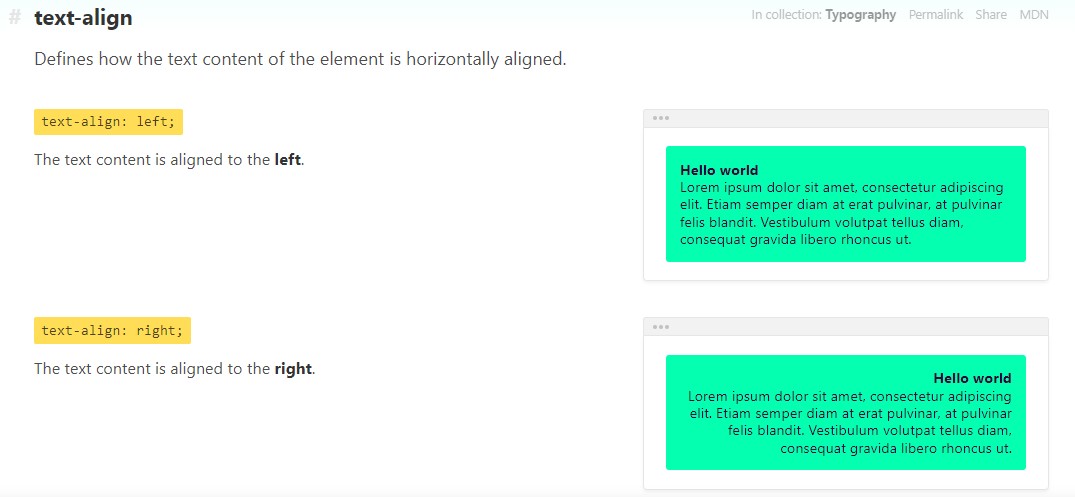 # text-align
In collection: Typography Permalink Share MDN
Defines how the text content of the element is horizontally aligned.
text-align: left;
The text content is aligned to the left.
Hello world
Lorem ipsum dolor sit amet, consectetur adipiscing
elit. Etiam semper diam at erat pulvinar, at pulvinar
felis blandit. Vestibulum volutpat tellus diam,
consequat gravida libero rhoncus ut.
text-align: right;
The text content is aligned to the right.
Hello world
Lorem ipsum dolor sit amet, consectetur adipiscing
elit. Etiam semper diam at erat pulvinar, at pulvinar
felis blandit. Vestibulum volutpat tellus diam,
consequat gravida libero rhoncus ut.